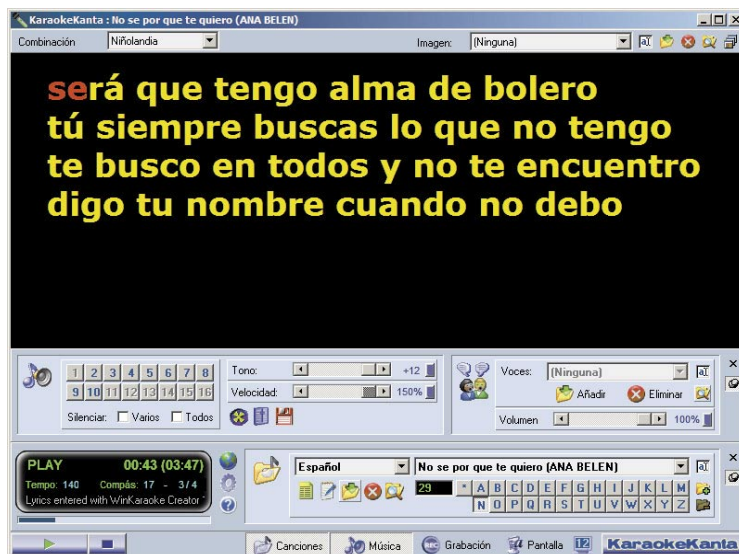 KaraokeKanta : No se por que te quiero (ANA BELEN)
Combinación Niñolandia Imagen: (Ninguna)
será que tengo alma de bolero
tú siempre buscas lo que no tengo
te busco en todos y no te encuentro
digo tu nombre cuando no debo
1 2 3 4 5 6 7 8
9 10 11 12 13 14 15 16
Silenciar: Varios Todos
Tono: +12
Velocidad: 150%
Voces: (Ninguna)
Añadir Eliminar
Volumen 100%
PLAY 00:43 (03:47)
Tempo: 140 Compás: 17 - 3/4
Lyrics entered with WinKaraoke Creator
Español No se por que te quiero (ANA BELEN)
29 * A B C D E F G H I J K L M
N O P Q R S T U V W X Y Z
Canciones Música Grabación Pantalla 12 KaraokeKanta